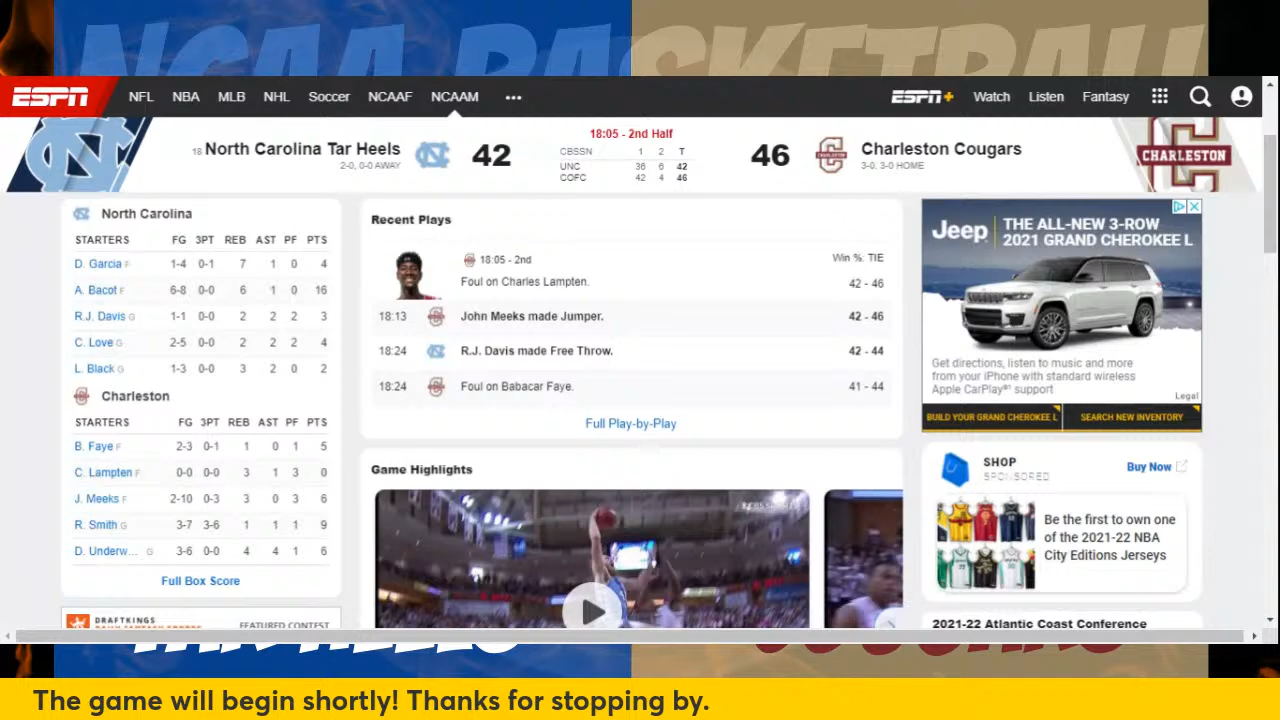 NCAA BASKETBALL
ESPN NFL NBA MLB NHL Soccer NCAAF NCAAM ••• ESPN+ Watch Listen Fantasy
18 North Carolina Tar Heels
2-0, 0-0 AWAY
42
18:05 - 2nd Half
CBSSN 1 2 T
UNC 36 6 42
COFC 42 4 46
46
CHARLESTON
Charleston Cougars
3-0, 3-0 HOME
CHARLESTON
North Carolina
STARTERS FG 3PT REB AST PF PTS
D. Garcia F 1-4 0-1 7 1 0 4
A. Bacot F 6-8 0-0 6 1 0 16
R.J. Davis G 1-1 0-0 2 2 2 3
C. Love G 2-5 0-0 2 2 2 4
L. Black G 1-3 0-0 3 2 0 2
Charleston
STARTERS FG 3PT REB AST PF PTS
B. Faye F 2-3 0-1 1 0 1 5
C. Lampten F 0-0 0-0 3 1 3 0
J. Meeks F 2-10 0-3 3 0 3 6
R. Smith G 3-7 3-6 1 1 1 9
D. Underw... G 3-6 0-0 4 4 1 6
Full Box Score
DRAFTKINGS
FEATURED CONTEST
Recent Plays
18:05 - 2nd Win %: TIE
Foul on Charles Lampten. 42 - 46
18:13 John Meeks made Jumper. 42 - 46
18:24 R.J. Davis made Free Throw. 42 - 44
18:24 Foul on Babacar Faye. 41 - 44
Full Play-by-Play
Game Highlights
Jeep THE ALL-NEW 3-ROW
2021 GRAND CHEROKEE L
Get directions, listen to music and more
from your iPhone with standard wireless
Apple CarPlay® support
Legal
BUILD YOUR GRAND CHEROKEE L SEARCH NEW INVENTORY
SHOP
SPONSORED
Buy Now
Be the first to own one
of the 2021-22 NBA
City Editions Jerseys
2021-22 Atlantic Coast Conference
The game will begin shortly! Thanks for stopping by.